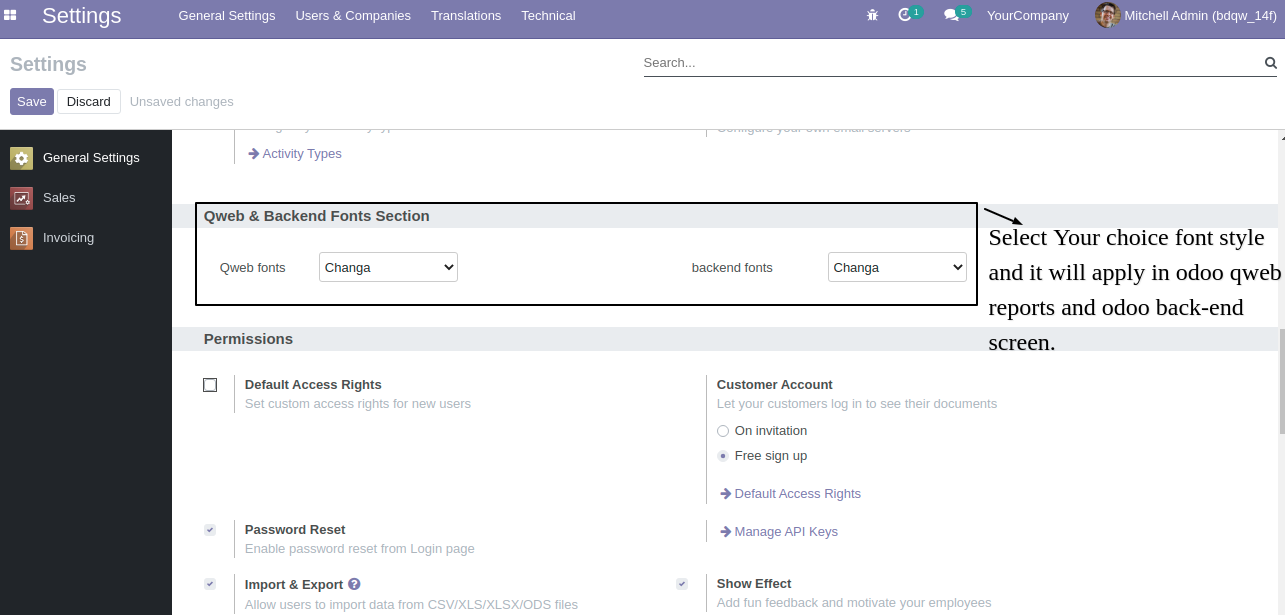 Settings General Settings Users & Companies Translations Technical 1 5 YourCompany Mitchell Admin (bdqw_14f)
Settings
Search...
Save Discard Unsaved changes
Configure your own email servers
Activity Types
General Settings
Sales
Invoicing
Qweb & Backend Fonts Section
Qweb fonts Changa backend fonts Changa
Select Your choice font style
and it will apply in odoo qweb
reports and odoo back-end
screen.
Permissions
Default Access Rights
Set custom access rights for new users
Customer Account
Let your customers log in to see their documents
On invitation
Free sign up
Default Access Rights
Password Reset
Enable password reset from Login page
Manage API Keys
Import & Export ?
Allow users to import data from CSV/XLS/XLSX/ODS files
Show Effect
Add fun feedback and motivate your employees